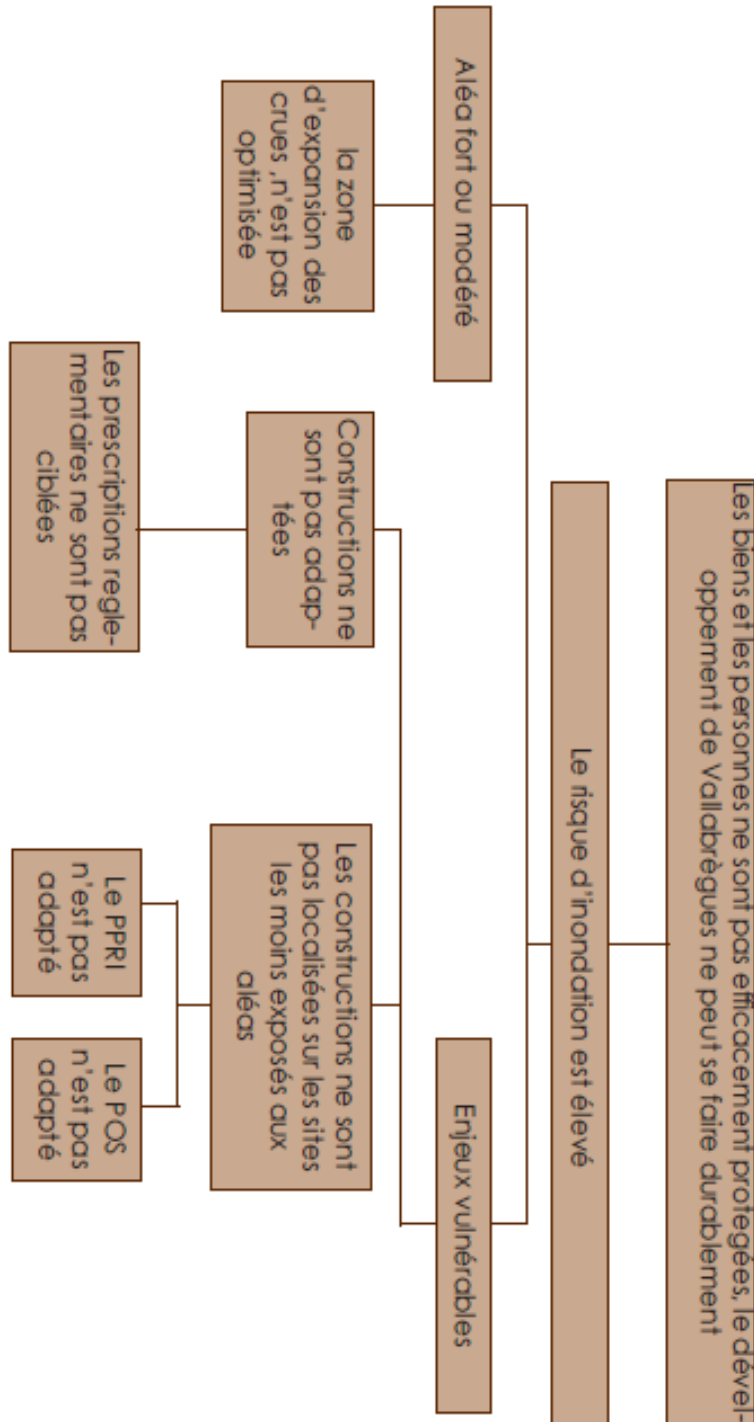 Les biens et les personnes ne sont pas efficacement protegées, le dével-
oppement de Vallabrègues ne peut se faire durablement
Le risque d'inondation est élevé
Aléa fort ou modéré
Enjeux vulnérables
la zone
d'expansion des
crues ,n'est pas
optimisée
Constructions ne
sont pas adap-
tées
Les constructions ne sont
pas localisées sur les sites
les moins exposés aux
aléas
Les prescriptions regle-
mentaires ne sont pas
ciblées
Le PPRI
n'est pas
adapté
Le POS
n'est pas
adapté